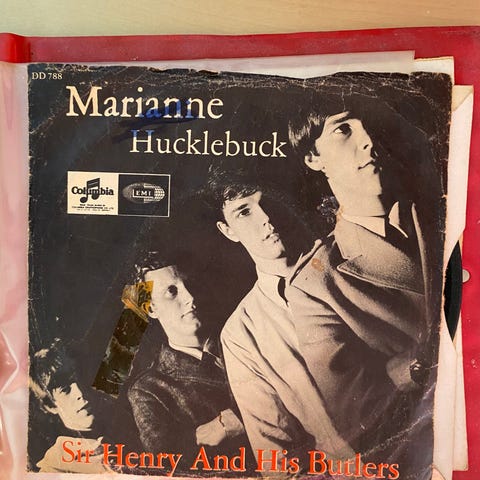 DD 788
Marianne
Hucklebuck
Columbia
EMI
Sir Henry And His Butlers